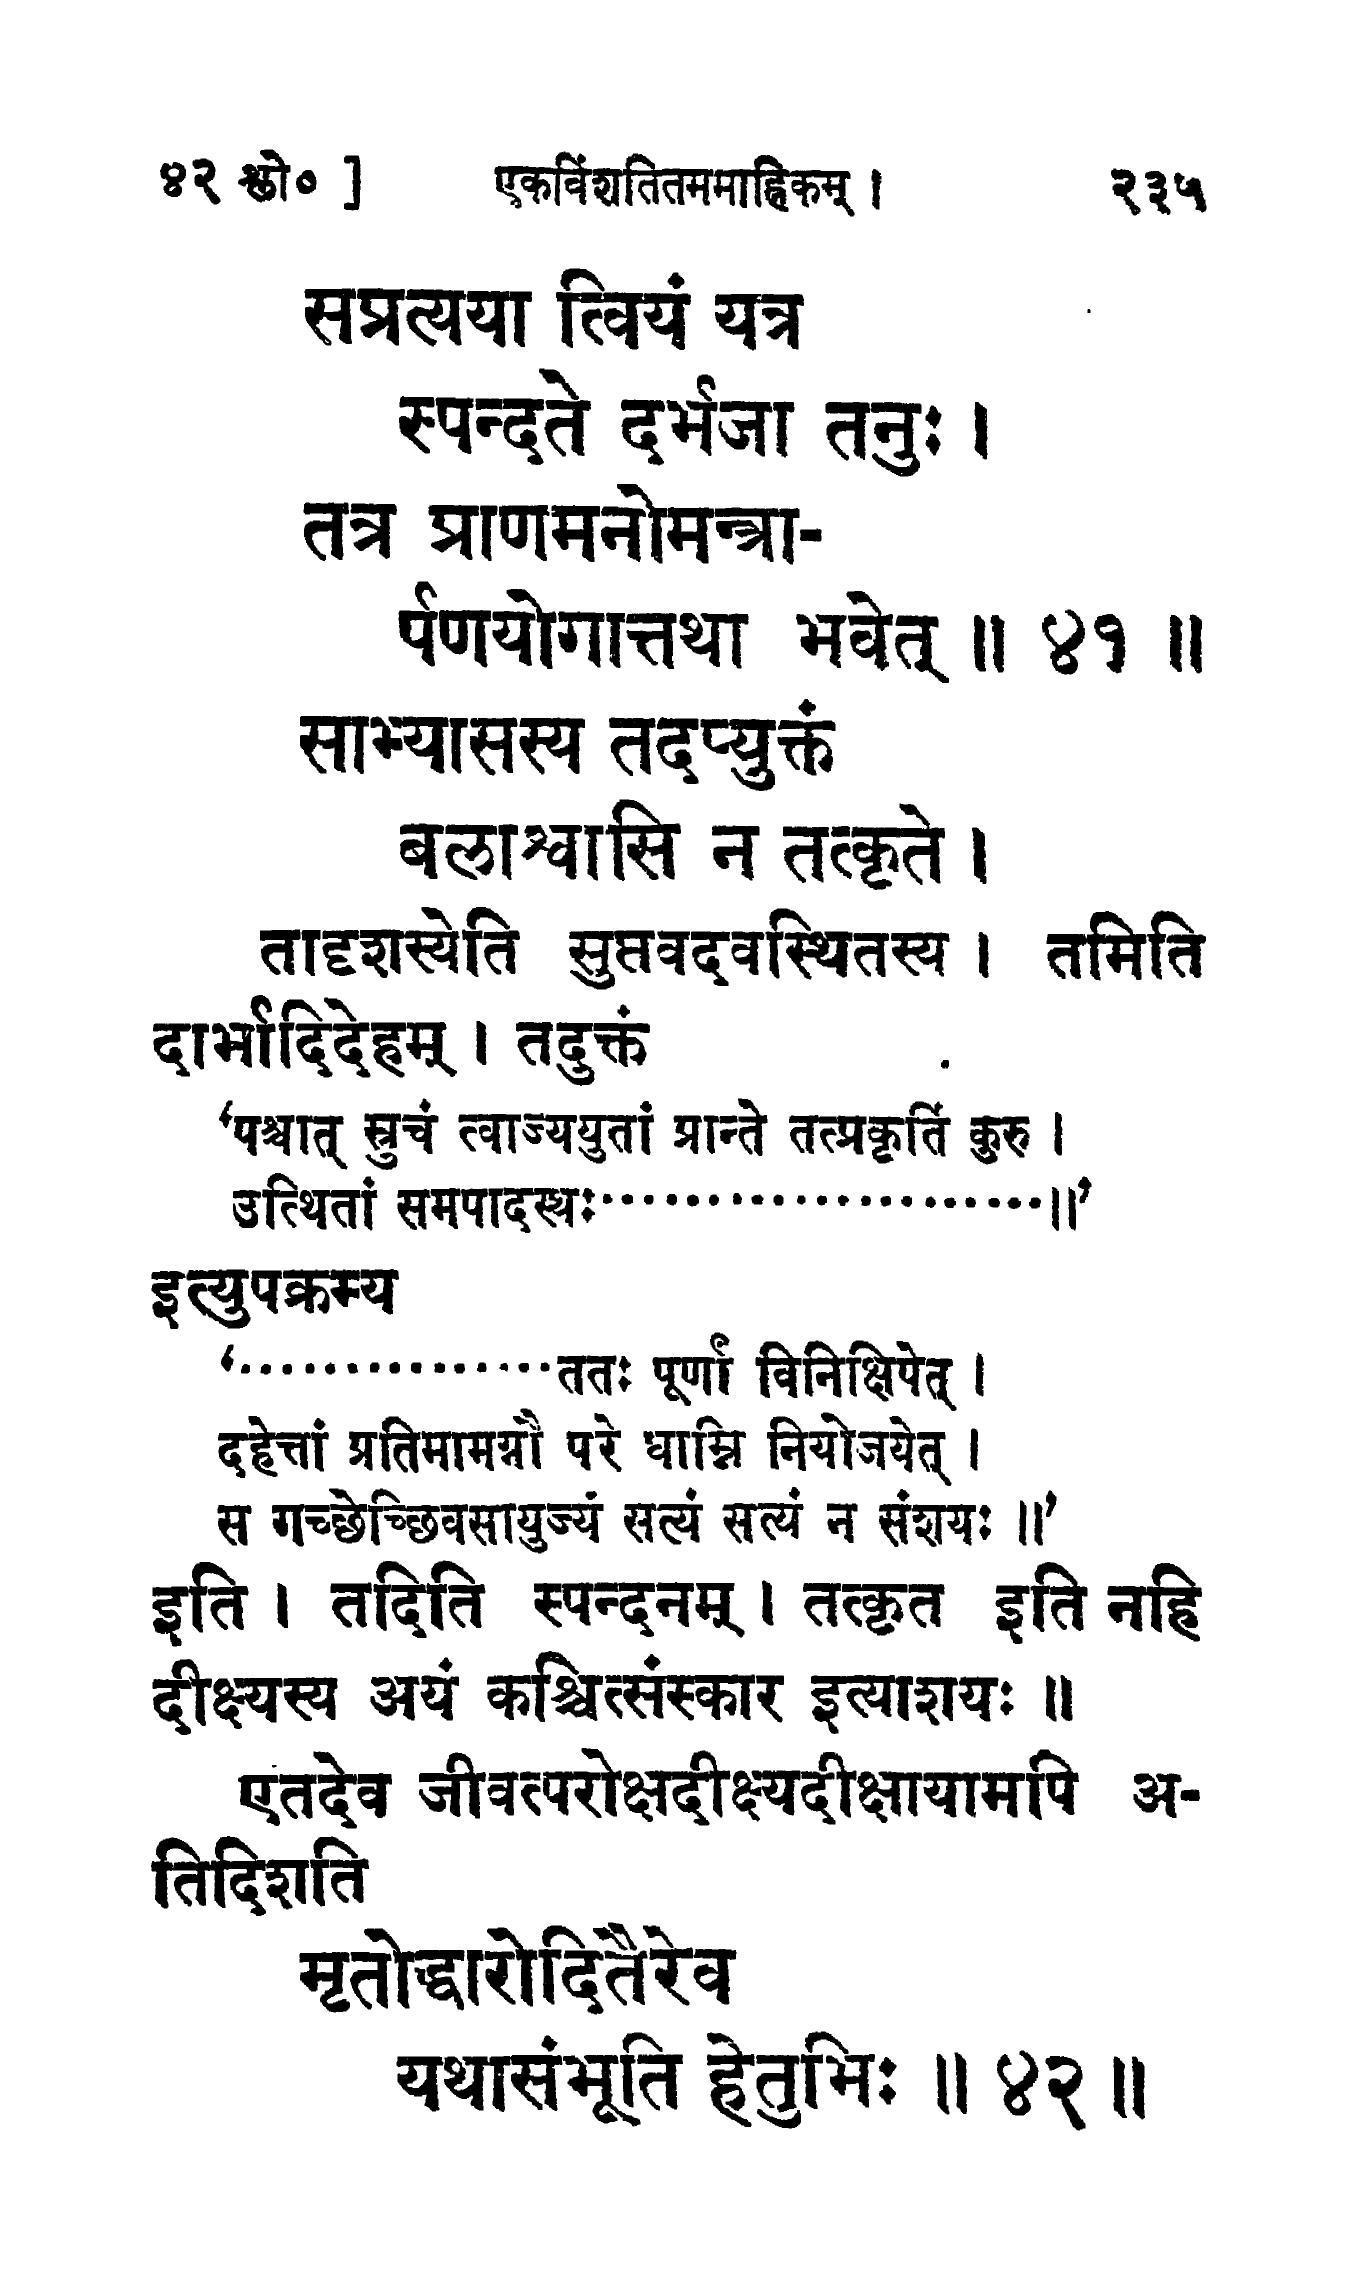 ४२ श्लो० ]	एकविंशतितममाह्निकम् ।	२३५
सप्रत्यया त्वियं यत्र
स्पन्दते दर्भजा तनुः ।
तत्र प्राणमनोमन्त्रा-
र्पणयोगात्तथा भवेत् ॥ ४१ ॥
साभ्यासस्य तदप्युक्तं
बलाश्वासि न तत्कृते ।
तादृशस्येति सुप्तवदवस्थितस्य । तमिति
दार्भादिदेहम् । तदुक्तं
‘पश्चात् स्रुचं त्वाज्ययुतां प्रान्ते तत्प्रकृतिं कुरु ।
उत्थितां समपादस्थः·····················॥’
इत्युपक्रम्य
‘···············ततः पूर्णां विनिक्षिपेत् ।
दहेत्तां प्रतिमामग्नौ परे धाम्नि नियोजयेत् ।
स गच्छेच्छिवसायुज्यं सत्यं सत्यं न संशयः ॥’
इति । तदिति स्पन्दनम् । तत्कृत इति नहि
दीक्ष्यस्य अयं कश्चित्संस्कार इत्याशयः ॥
एतदेव जीवत्परोक्षदीक्ष्यदीक्षायामपि अ-
तिदिशति
मृतोद्धारोदितैरेव
यथासंभूति हेतुभिः ॥ ४२ ॥